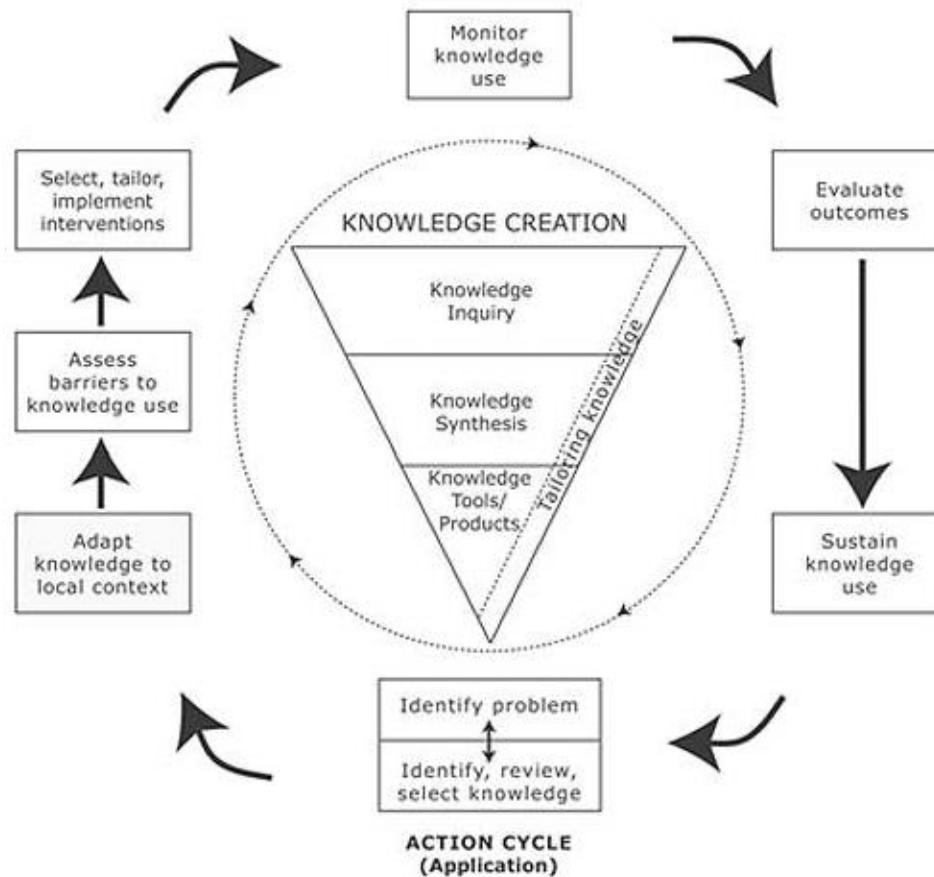 Monitor
knowledge
use
Select, tailor,
implement
interventions
Evaluate
outcomes
KNOWLEDGE CREATION
Knowledge
Inquiry
Assess
barriers to
knowledge use
Knowledge
Synthesis
Tailoring knowledge
Knowledge
Tools/
Products
Adapt
knowledge to
local context
Sustain
knowledge
use
Identify problem
Identify, review,
select knowledge
ACTION CYCLE
(Application)